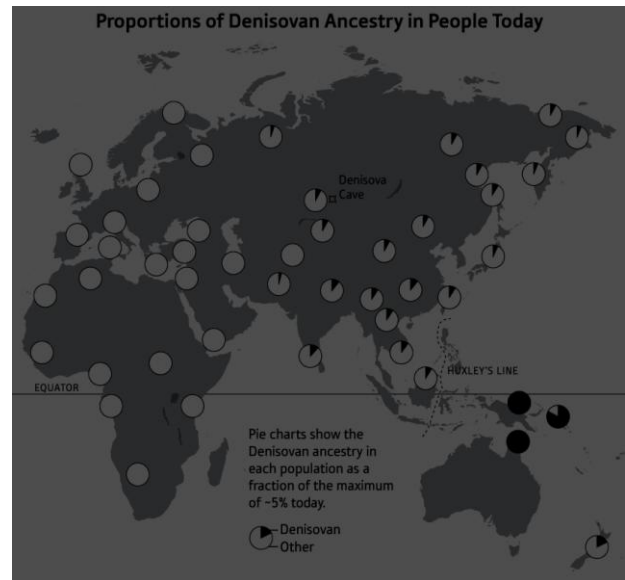 Proportions of Denisovan Ancestry in People Today
Denisova
Cave
HUXLEY'S LINE
EQUATOR
Pie charts show the
Denisovan ancestry in
each population as a
fraction of the maximum
of ~5% today.
Denisovan
Other